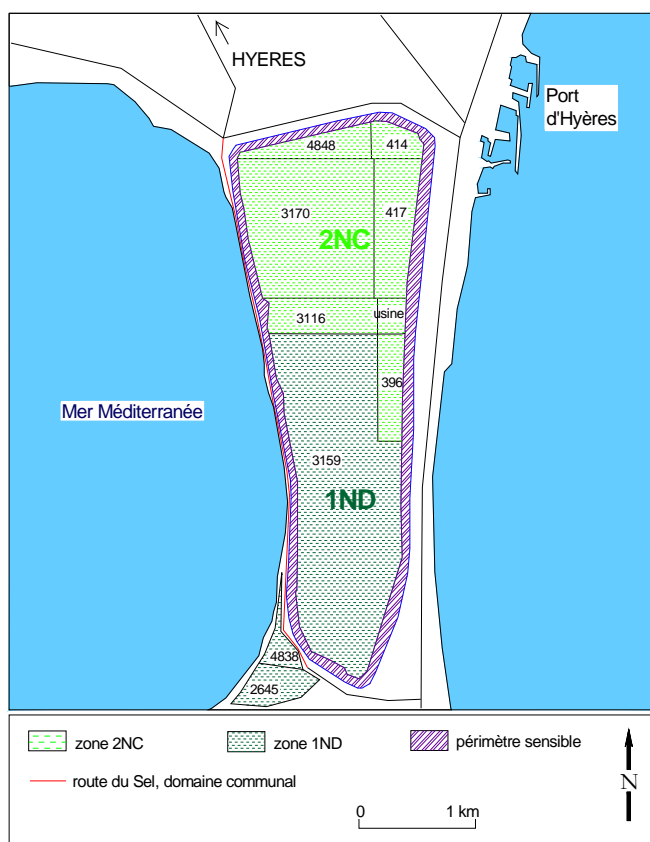 HYERES
Port
d'Hyères
4848
414
3170
417
2NC
3116
usine
396
Mer Méditerranée
3159
1ND
4838
2645
zone 2NC
zone 1ND
périmètre sensible
route du Sel, domaine communal
N
0
1 km